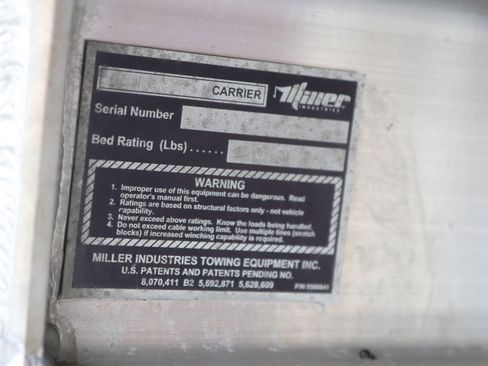 CARRIER
Miller
INDUSTRIES
Serial Number
Bed Rating (Lbs)......
WARNING
1. Improper use of this equipment can be dangerous. Read
operator's manual first.
2. Ratings are based on structural factors only - not vehicle
capability.
3. Never exceed above ratings. Know the loads being handled.
4. Do not exceed cable working limit. Use multiple lines (snatch
blocks) if increased winching capability is required.
MILLER INDUSTRIES TOWING EQUIPMENT INC.
U.S. PATENTS AND PATENTS PENDING NO.
8,070,411 B2 5,692,871 5,628,609
P/N 0500041